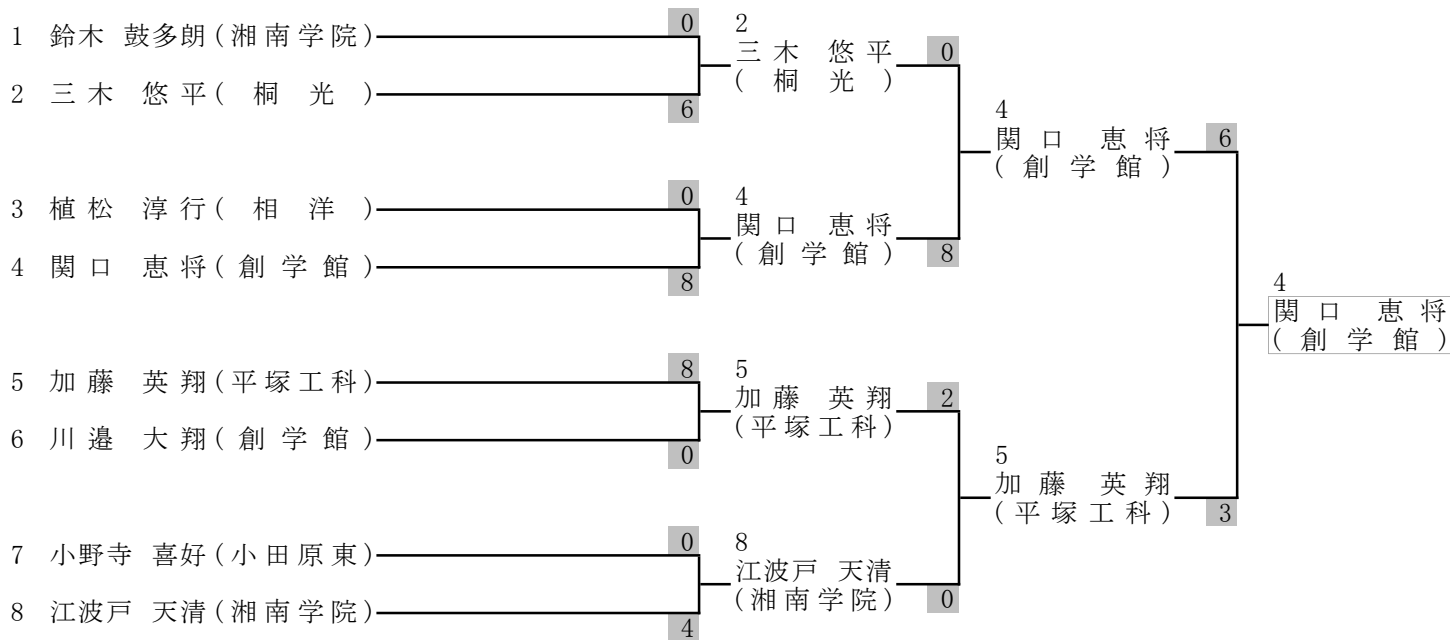 1 鈴木 鼓多朗(湘南学院)
0
2 三木 悠平(桐光)
6
3 植松 淳行(相洋)
0
4 関口 恵将(創学館)
8
5 加藤 英翔(平塚工科)
8
6 川邉 大翔(創学館)
0
7 小野寺 喜好(小田原東)
0
8 江波戸 天清(湘南学院)
4
2
三木 悠平
(桐光)
0
4
関口 恵将
(創学館)
8
5
加藤 英翔
(平塚工科)
2
8
江波戸 天清
(湘南学院)
0
4
関口 恵将
(創学館)
6
5
加藤 英翔
(平塚工科)
3
4
関口 恵将
(創学館)